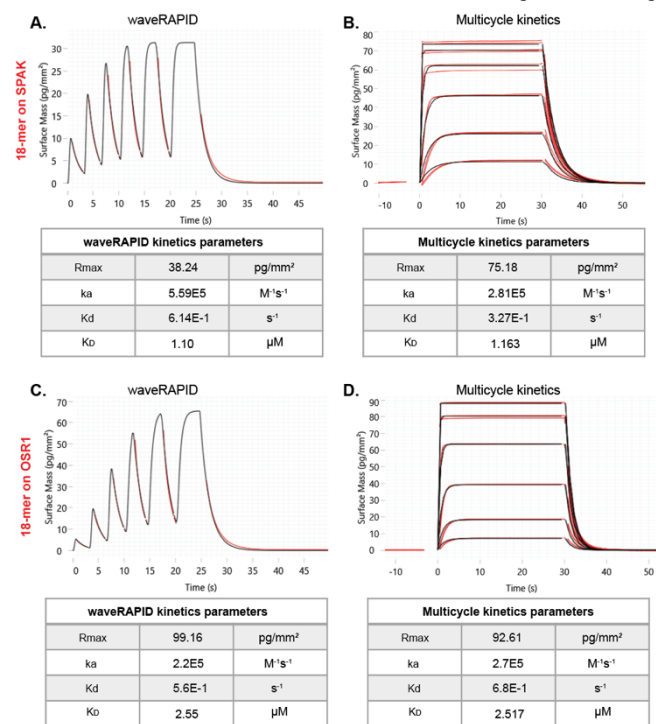 waveRAPID
Multicycle kinetics
A.
B.
18-mer on SPAK
Surface Mass (pg/mm²)
30
25
20
15
10
5
0
0 5 10 15 20 25 30 35 40 45
Time (s)
Surface Mass (pg/mm²)
80
70
60
50
40
30
20
10
0
-10 0 10 20 30 40 50
Time (s)
waveRAPID kinetics parameters
Rmax 38.24 pg/mm²
ka 5.59E5 M⁻¹s⁻¹
Kd 6.14E-1 s⁻¹
KD 1.10 µM
Multicycle kinetics parameters
Rmax 75.18 pg/mm²
ka 2.81E5 M⁻¹s⁻¹
Kd 3.27E-1 s⁻¹
KD 1.163 µM
C.
waveRAPID
D.
Multicycle kinetics
18-mer on OSR1
Surface Mass (pg/mm²)
70
60
50
40
30
20
10
0
0 5 10 15 20 25 30 35 40 45
Time (s)
Surface Mass (pg/mm²)
90
80
70
60
50
40
30
20
10
0
-10 0 10 20 30 40 50
Time (s)
waveRAPID kinetics parameters
Rmax 99.16 pg/mm²
ka 2.2E5 M⁻¹s⁻¹
Kd 5.6E-1 s⁻¹
KD 2.55 µM
Multicycle kinetics parameters
Rmax 92.61 pg/mm²
ka 2.7E5 M⁻¹s⁻¹
Kd 6.8E-1 s⁻¹
KD 2.517 µM